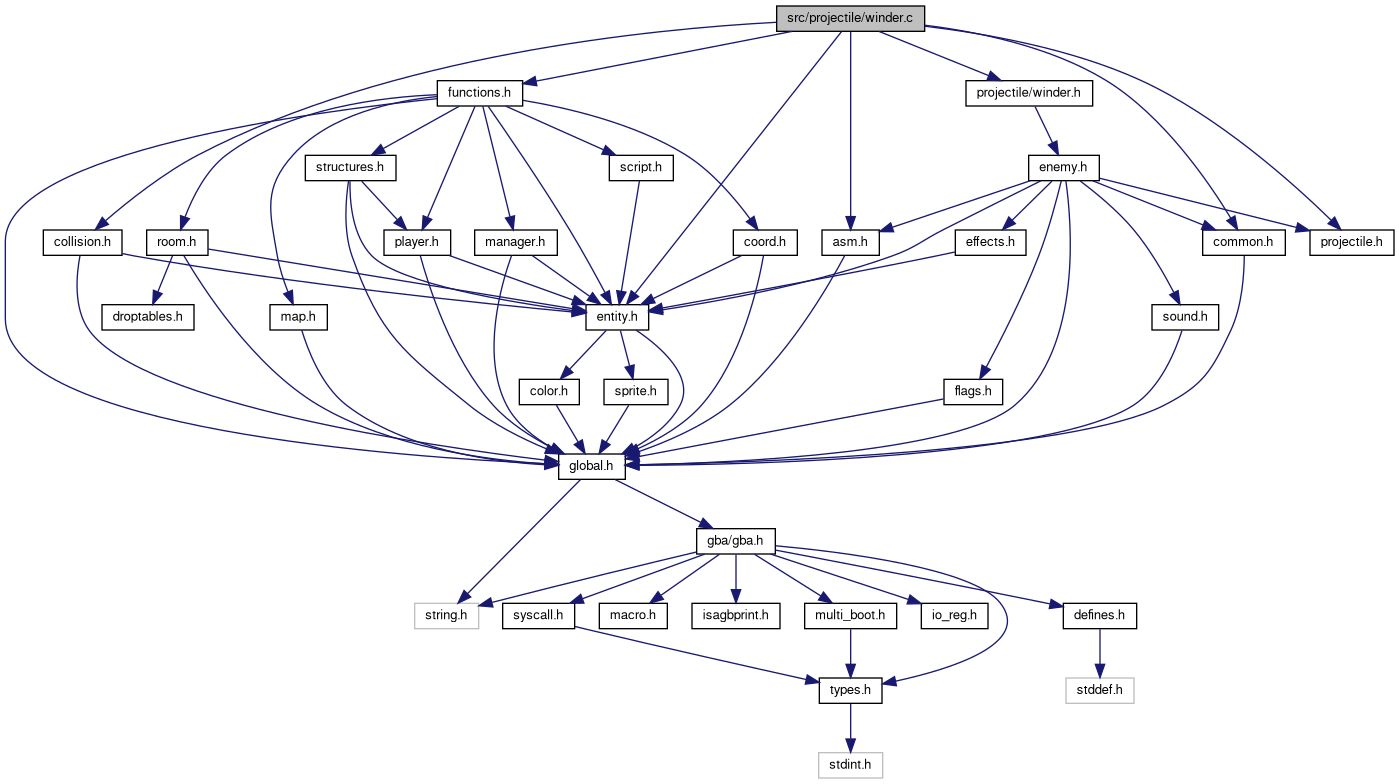 src/projectile/winder.c
functions.h
projectile/winder.h
structures.h
script.h
enemy.h
collision.h
room.h
player.h
manager.h
coord.h
asm.h
effects.h
common.h
projectile.h
droptables.h
map.h
entity.h
sound.h
color.h
sprite.h
flags.h
global.h
gba/gba.h
string.h
syscall.h
macro.h
isagbprint.h
multi_boot.h
io_reg.h
defines.h
types.h
stddef.h
stdint.h